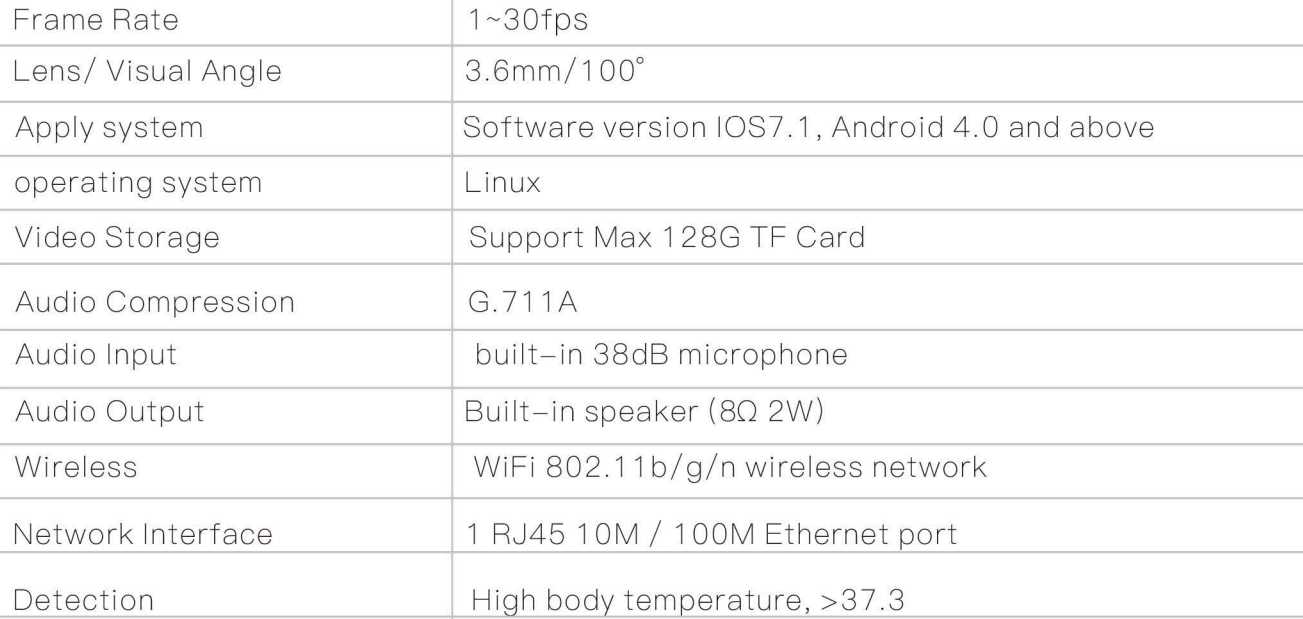 Frame Rate 1~30fps
Lens/ Visual Angle 3.6mm/100°
Apply system Software version IOS7.1, Android 4.0 and above
operating system Linux
Video Storage Support Max 128G TF Card
Audio Compression G.711A
Audio Input built-in 38dB microphone
Audio Output Built-in speaker (8Ω 2W)
Wireless WiFi 802.11b/g/n wireless network
Network Interface 1 RJ45 10M / 100M Ethernet port
Detection High body temperature, >37.3